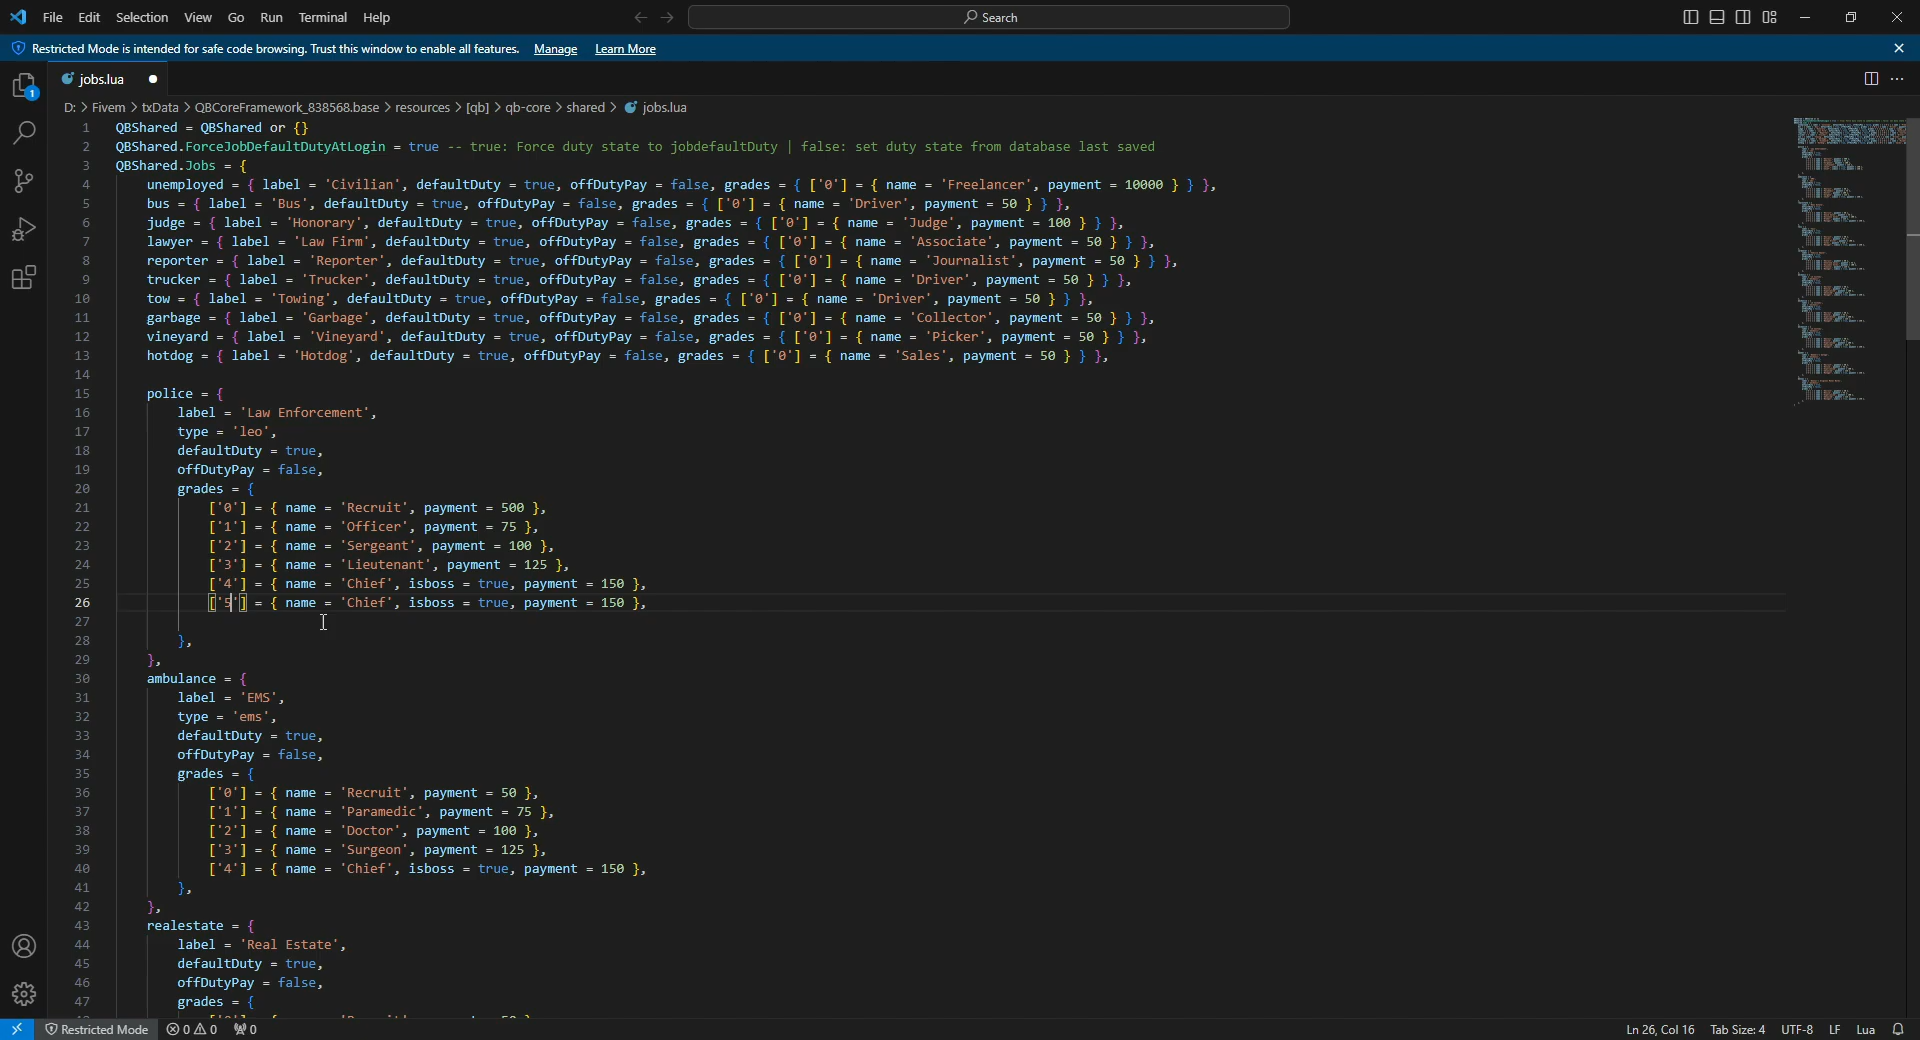 File Edit Selection View Go Run Terminal Help
Search
Restricted Mode is intended for safe code browsing. Trust this window to enable all features. Manage Learn More
jobs.lua
D: > Fivem > txData > QBCoreFramework_838568.base > resources > [qb] > qb-core > shared > jobs.lua
1
1 QBShared = QBShared or {}
2 QBShared.ForceJobDefaultDutyAtLogin = true -- true: Force duty state to jobdefaultDuty | false: set duty state from database last saved
3 QBShared.Jobs = {
4 unemployed = { label = 'Civilian', defaultDuty = true, offDutyPay = false, grades = { ['0'] = { name = 'Freelancer', payment = 10000 } } },
5 bus = { label = 'Bus', defaultDuty = true, offDutyPay = false, grades = { ['0'] = { name = 'Driver', payment = 50 } } },
6 judge = { label = 'Honorary', defaultDuty = true, offDutyPay = false, grades = { ['0'] = { name = 'Judge', payment = 100 } } },
7 lawyer = { label = 'Law Firm', defaultDuty = true, offDutyPay = false, grades = { ['0'] = { name = 'Associate', payment = 50 } } },
8 reporter = { label = 'Reporter', defaultDuty = true, offDutyPay = false, grades = { ['0'] = { name = 'Journalist', payment = 50 } } },
9 trucker = { label = 'Trucker', defaultDuty = true, offDutyPay = false, grades = { ['0'] = { name = 'Driver', payment = 50 } } },
10 tow = { label = 'Towing', defaultDuty = true, offDutyPay = false, grades = { ['0'] = { name = 'Driver', payment = 50 } } },
11 garbage = { label = 'Garbage', defaultDuty = true, offDutyPay = false, grades = { ['0'] = { name = 'Collector', payment = 50 } } },
12 vineyard = { label = 'Vineyard', defaultDuty = true, offDutyPay = false, grades = { ['0'] = { name = 'Picker', payment = 50 } } },
13 hotdog = { label = 'Hotdog', defaultDuty = true, offDutyPay = false, grades = { ['0'] = { name = 'Sales', payment = 50 } } },
14
15 police = {
16 label = 'Law Enforcement',
17 type = 'leo',
18 defaultDuty = true,
19 offDutyPay = false,
20 grades = {
21 ['0'] = { name = 'Recruit', payment = 500 },
22 ['1'] = { name = 'Officer', payment = 75 },
23 ['2'] = { name = 'Sergeant', payment = 100 },
24 ['3'] = { name = 'Lieutenant', payment = 125 },
25 ['4'] = { name = 'Chief', isboss = true, payment = 150 },
26 ['5'] = { name = 'Chief', isboss = true, payment = 150 },
27
28 },
29 },
30 ambulance = {
31 label = 'EMS',
32 type = 'ems',
33 defaultDuty = true,
34 offDutyPay = false,
35 grades = {
36 ['0'] = { name = 'Recruit', payment = 50 },
37 ['1'] = { name = 'Paramedic', payment = 75 },
38 ['2'] = { name = 'Doctor', payment = 100 },
39 ['3'] = { name = 'Surgeon', payment = 125 },
40 ['4'] = { name = 'Chief', isboss = true, payment = 150 },
41 },
42 },
43 realestate = {
44 label = 'Real Estate',
45 defaultDuty = true,
46 offDutyPay = false,
47 grades = {
Restricted Mode 0 0 0
Ln 26, Col 16 Tab Size: 4 UTF-8 LF Lua